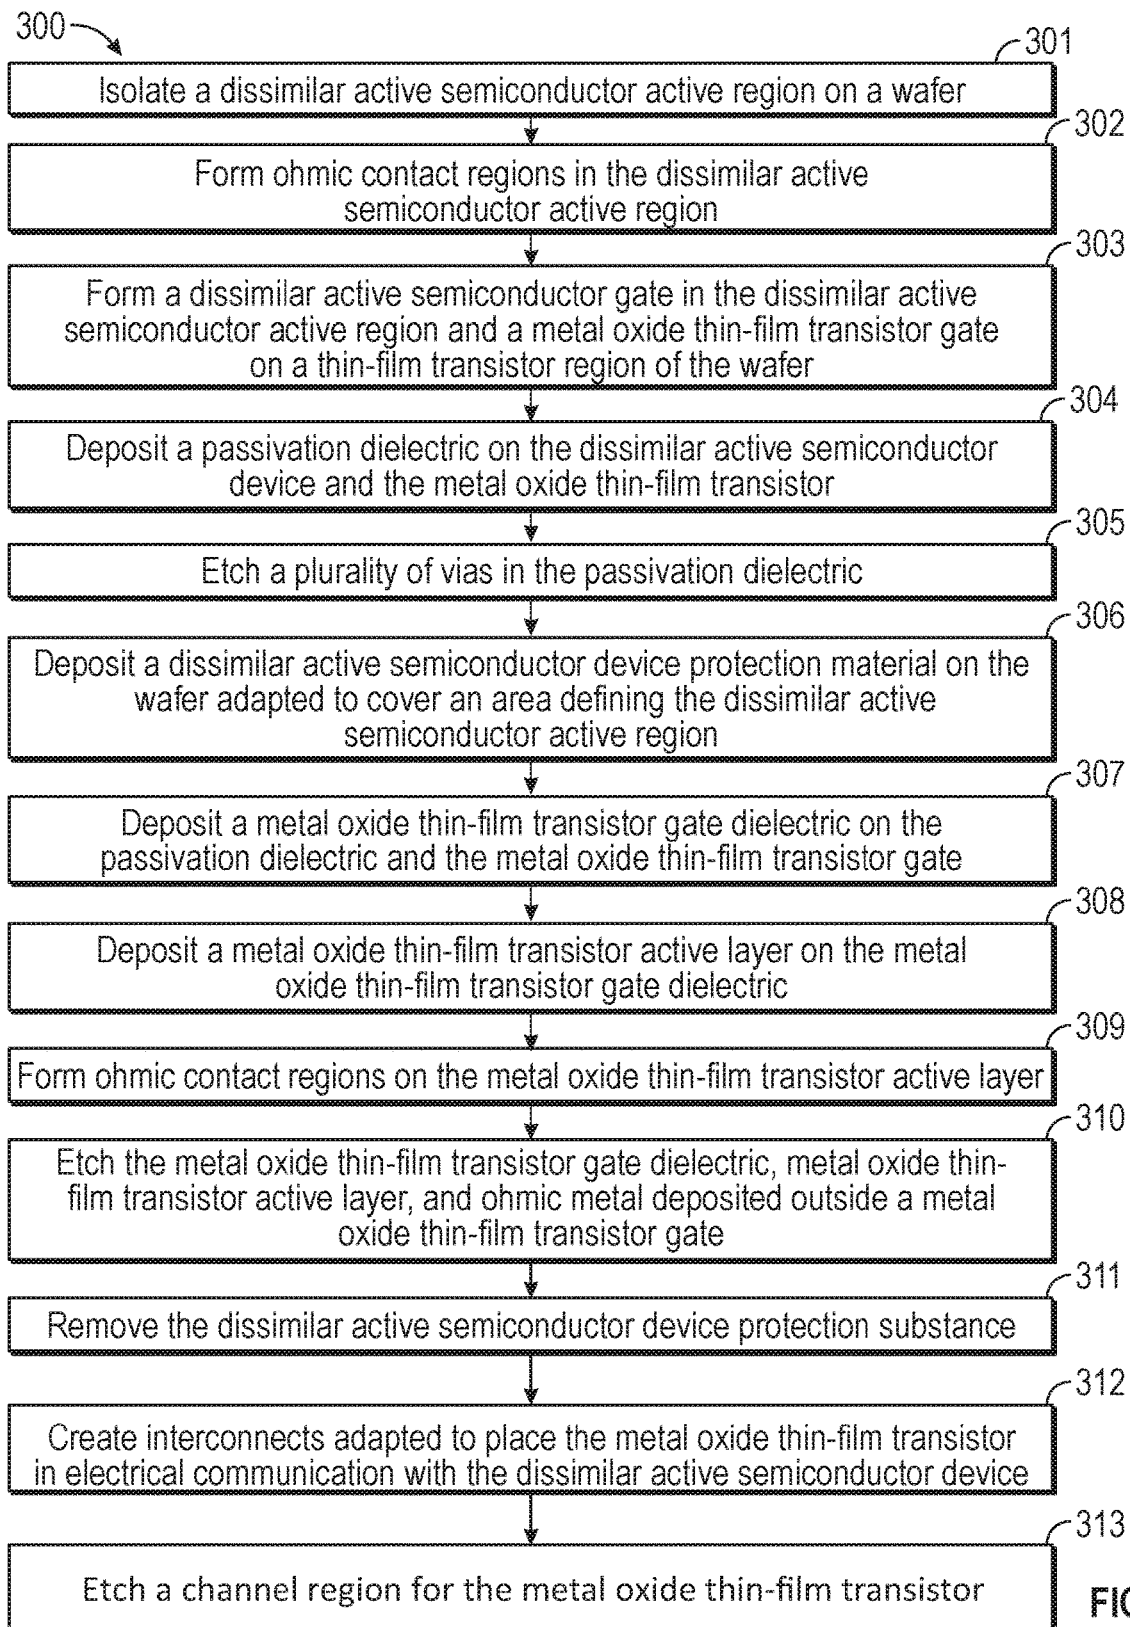 300
301
Isolate a dissimilar active semiconductor active region on a wafer
302
Form ohmic contact regions in the dissimilar active
semiconductor active region
303
Form a dissimilar active semiconductor gate in the dissimilar active
semiconductor active region and a metal oxide thin-film transistor gate
on a thin-film transistor region of the wafer
304
Deposit a passivation dielectric on the dissimilar active semiconductor
device and the metal oxide thin-film transistor
305
Etch a plurality of vias in the passivation dielectric
306
Deposit a dissimilar active semiconductor device protection material on the
wafer adapted to cover an area defining the dissimilar active
semiconductor active region
307
Deposit a metal oxide thin-film transistor gate dielectric on the
passivation dielectric and the metal oxide thin-film transistor gate
308
Deposit a metal oxide thin-film transistor active layer on the metal
oxide thin-film transistor gate dielectric
309
Form ohmic contact regions on the metal oxide thin-film transistor active layer
310
Etch the metal oxide thin-film transistor gate dielectric, metal oxide thin-
film transistor active layer, and ohmic metal deposited outside a metal
oxide thin-film transistor gate
311
Remove the dissimilar active semiconductor device protection substance
312
Create interconnects adapted to place the metal oxide thin-film transistor
in electrical communication with the dissimilar active semiconductor device
313
Etch a channel region for the metal oxide thin-film transistor
FIG